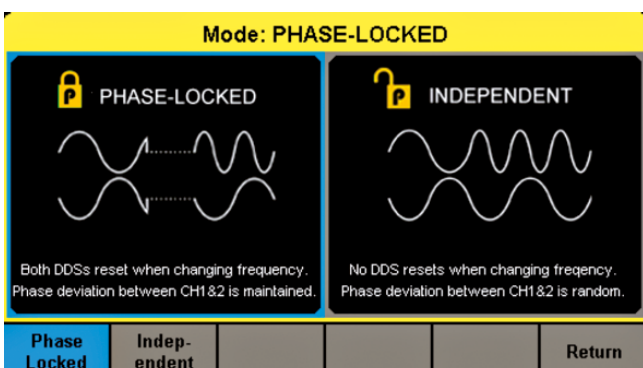 Mode: PHASE-LOCKED
P PHASE-LOCKED
Both DDSs reset when changing frequency.
Phase deviation between CH1&2 is maintained.
P INDEPENDENT
No DDS resets when changing freqency.
Phase deviation between CH1&2 is random.
Phase
Locked
Indep-
endent
Return